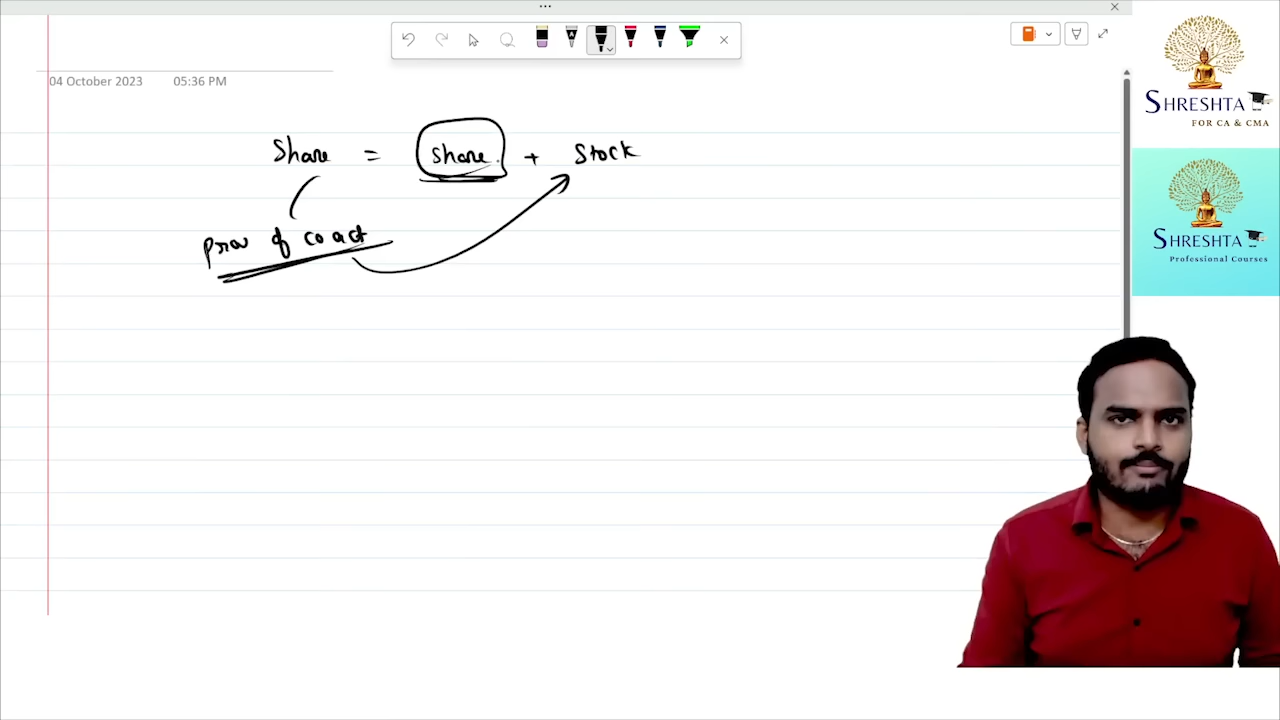 04 October 2023 05:36 PM
Share = Share + Stock
prov of co act
SHRESHTA
FOR CA & CMA
SHRESHTA
Professional Courses